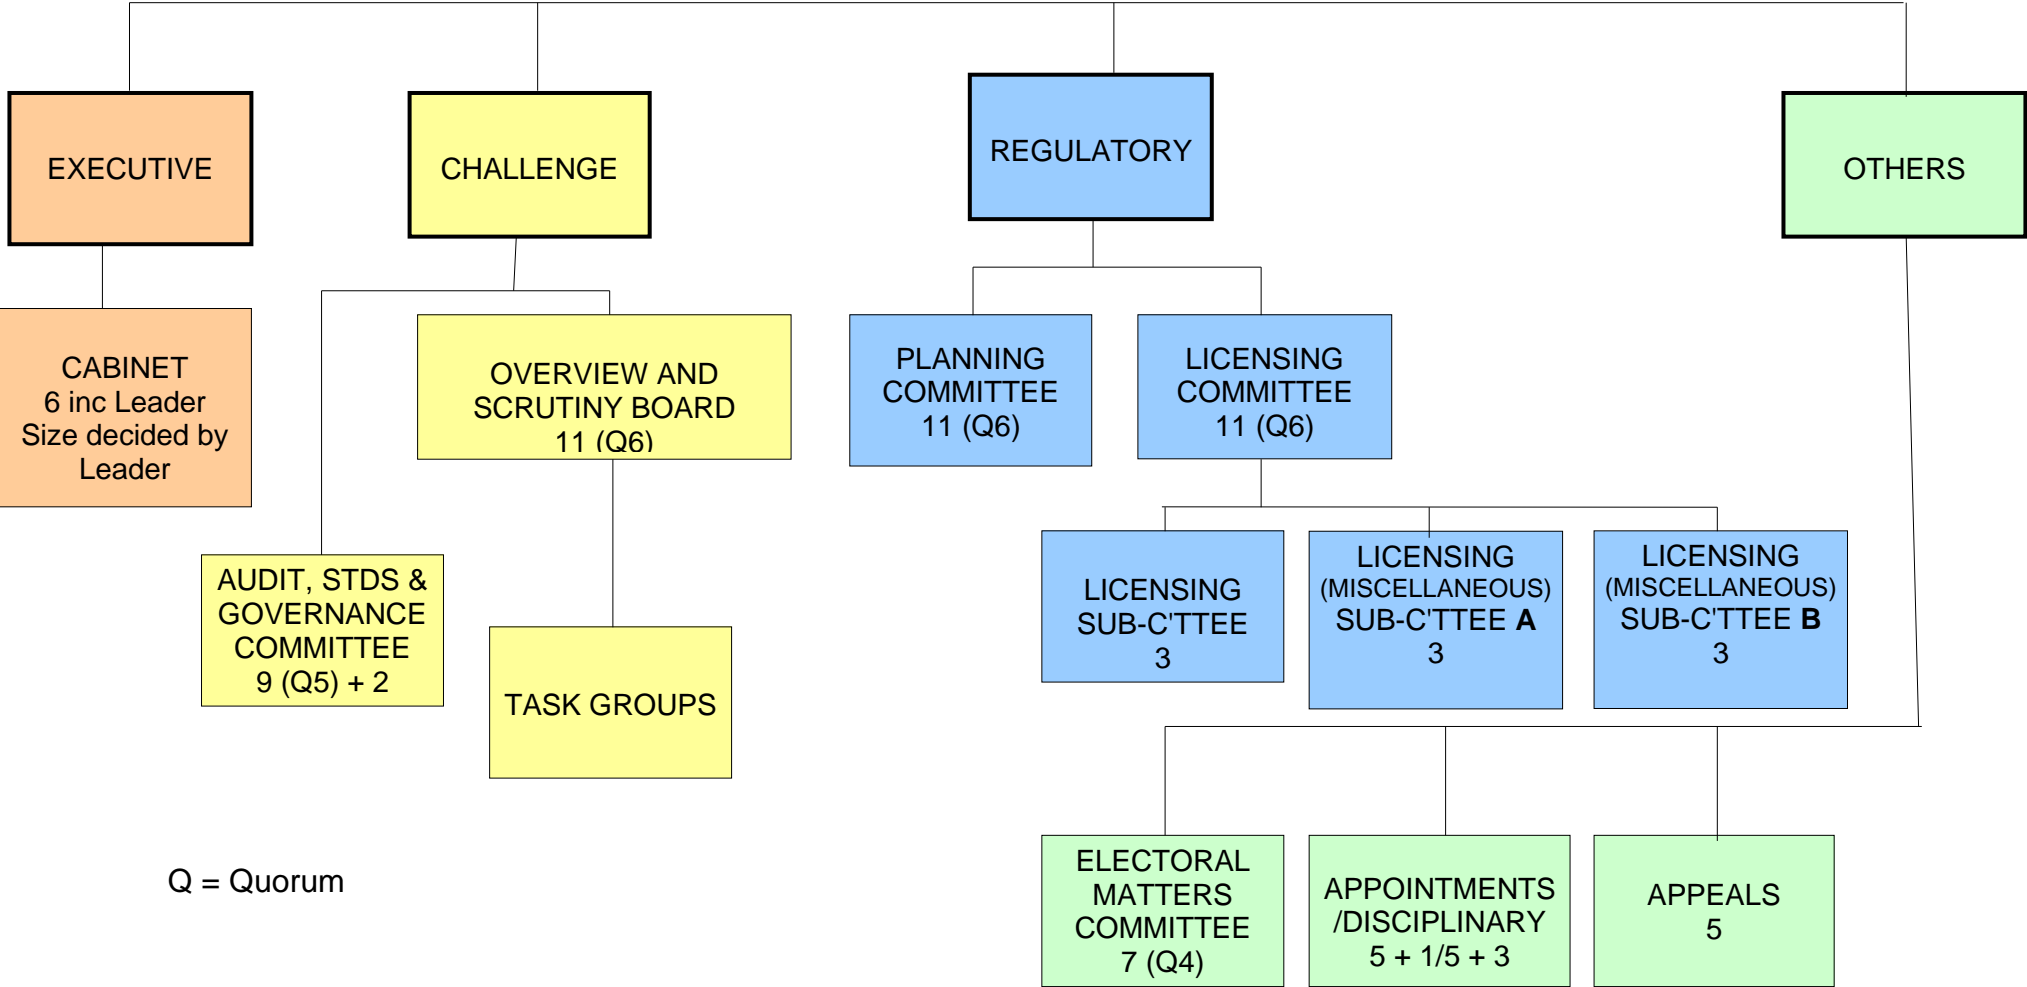 EXECUTIVE
CHALLENGE
REGULATORY
OTHERS
CABINET
6 inc Leader
Size decided by
Leader
OVERVIEW AND
SCRUTINY BOARD
11 (Q6)
PLANNING
COMMITTEE
11 (Q6)
LICENSING
COMMITTEE
11 (Q6)
AUDIT, STDS &
GOVERNANCE
COMMITTEE
9 (Q5) + 2
TASK GROUPS
LICENSING
SUB-C'TTEE
3
LICENSING
(MISCELLANEOUS)
SUB-C'TTEE A
3
LICENSING
(MISCELLANEOUS)
SUB-C'TTEE B
3
ELECTORAL
MATTERS
COMMITTEE
7 (Q4)
APPOINTMENTS
/DISCIPLINARY
5 + 1/5 + 3
APPEALS
5
Q = Quorum